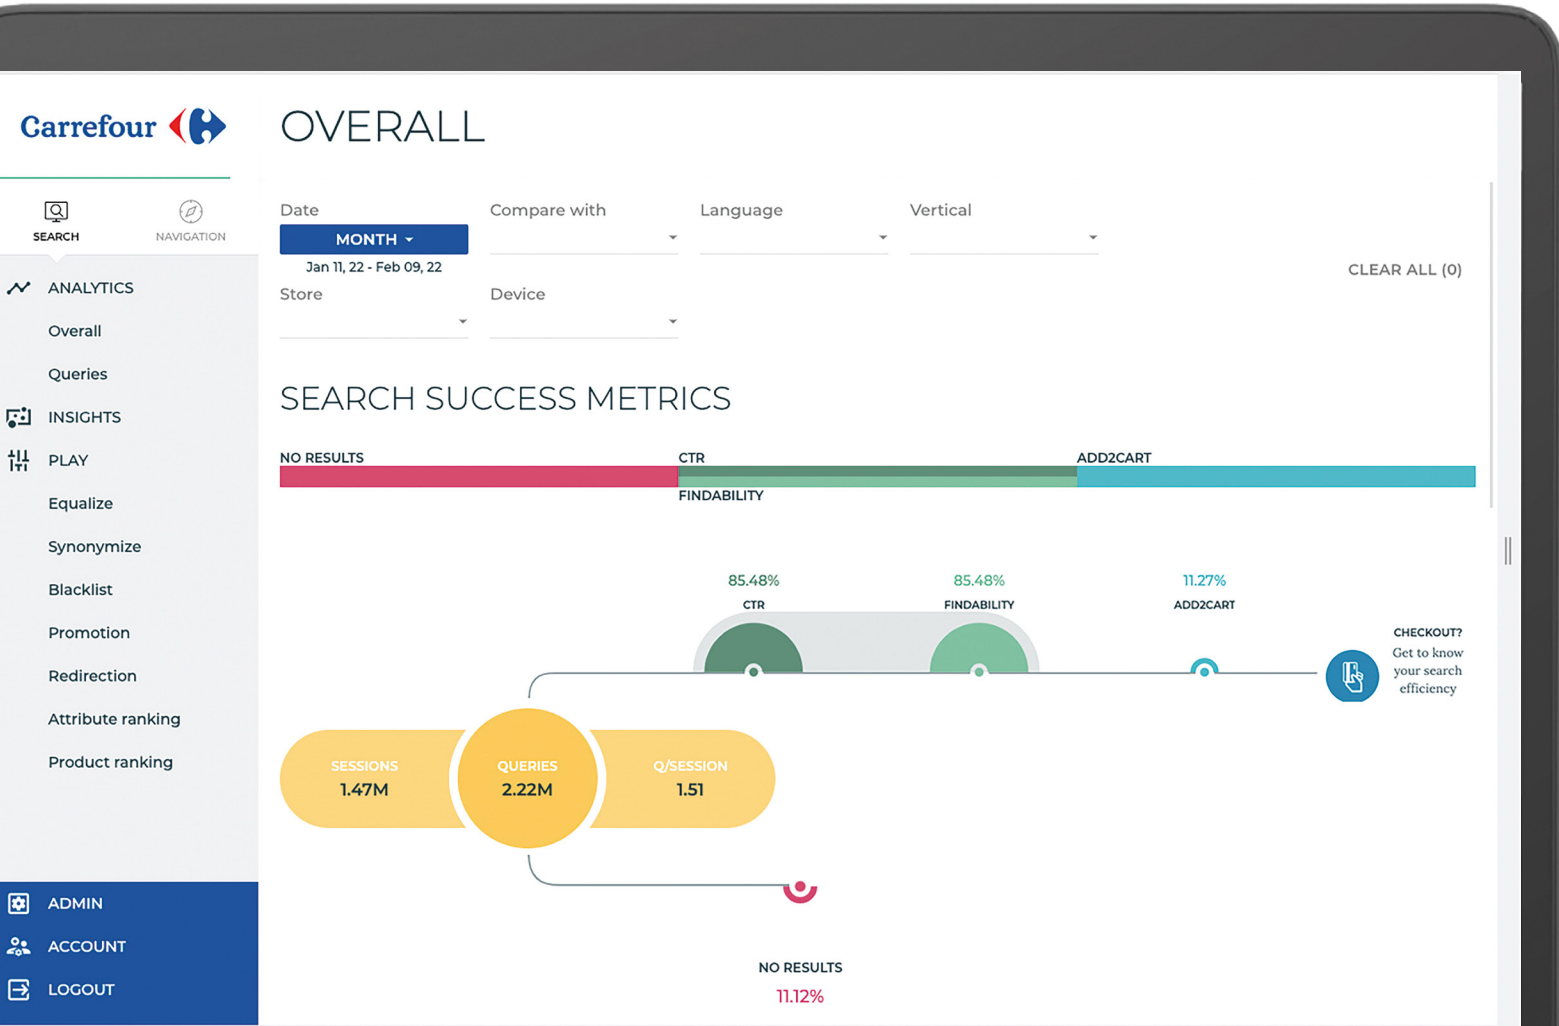 Carrefour
OVERALL
SEARCH
NAVIGATION
ANALYTICS
Overall
Queries
INSIGHTS
PLAY
Equalize
Synonymize
Blacklist
Promotion
Redirection
Attribute ranking
Product ranking
ADMIN
ACCOUNT
LOGOUT
Date
MONTH
Jan 11, 22 - Feb 09, 22
Compare with
Language
Vertical
Store
Device
CLEAR ALL (0)
SEARCH SUCCESS METRICS
NO RESULTS
CTR
FINDABILITY
ADD2CART
85.48%
CTR
85.48%
FINDABILITY
11.27%
ADD2CART
CHECKOUT?
Get to know
your search
efficiency
SESSIONS
1.47M
QUERIES
2.22M
Q/SESSION
1.51
NO RESULTS
11.12%